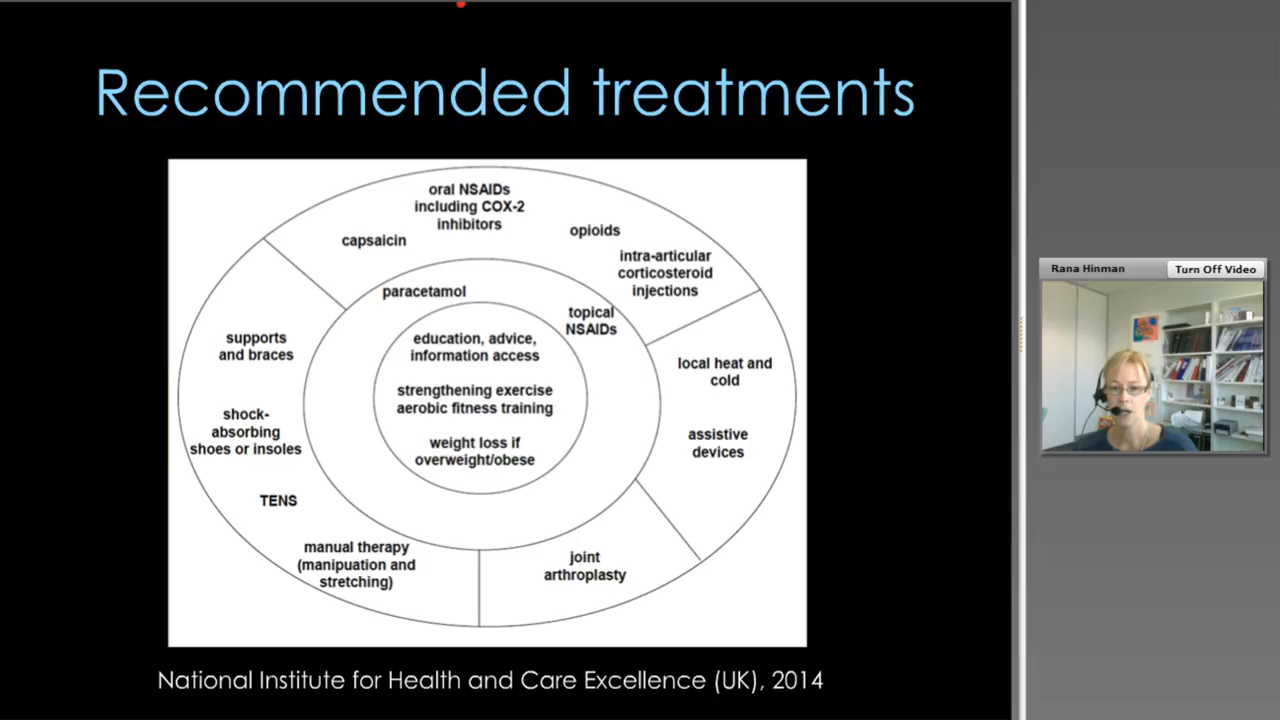 Recommended treatments
oral NSAIDs
including COX-2
inhibitors
capsaicin
opioids
intra-articular
corticosteroid
injections
paracetamol
topical
NSAIDs
education, advice,
information access
strengthening exercise
aerobic fitness training
weight loss if
overweight/obese
supports
and braces
shock-
absorbing
shoes or insoles
TENS
manual therapy
(manipuation and
stretching)
local heat and
cold
assistive
devices
joint
arthroplasty
National Institute for Health and Care Excellence (UK), 2014
Rana Hinman
Turn Off Video